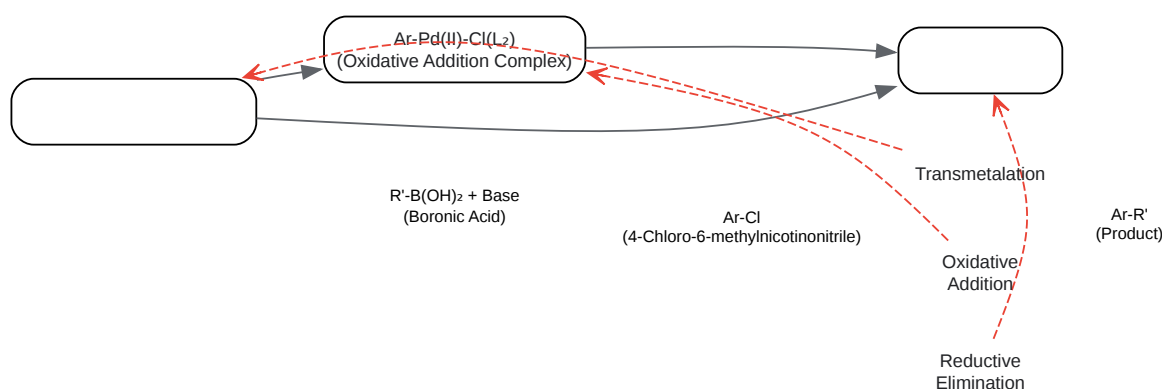 Ar-Pd(II)-Cl(L₂)
(Oxidative Addition Complex)
Transmetalation
R'-B(OH)₂ + Base
(Boronic Acid)
Ar-Cl
(4-Chloro-6-methylnicotinonitrile)
Ar-R'
(Product)
Oxidative
Addition
Reductive
Elimination